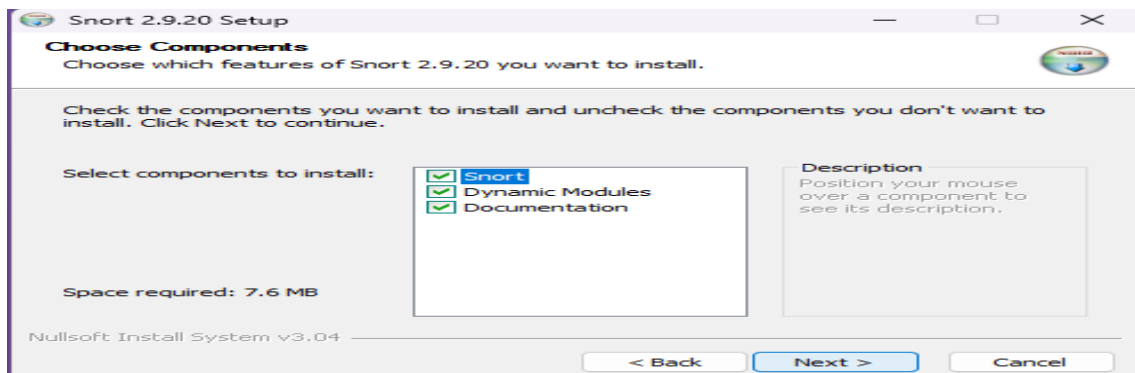 Snort 2.9.20 Setup
Choose Components
Choose which features of Snort 2.9.20 you want to install.
Check the components you want to install and uncheck the components you don't want to
install. Click Next to continue.
Select components to install:
Snort
Dynamic Modules
Documentation
Description
Position your mouse
over a component to
see its description.
Space required: 7.6 MB
Nullsoft Install System v3.04
< Back
Next >
Cancel